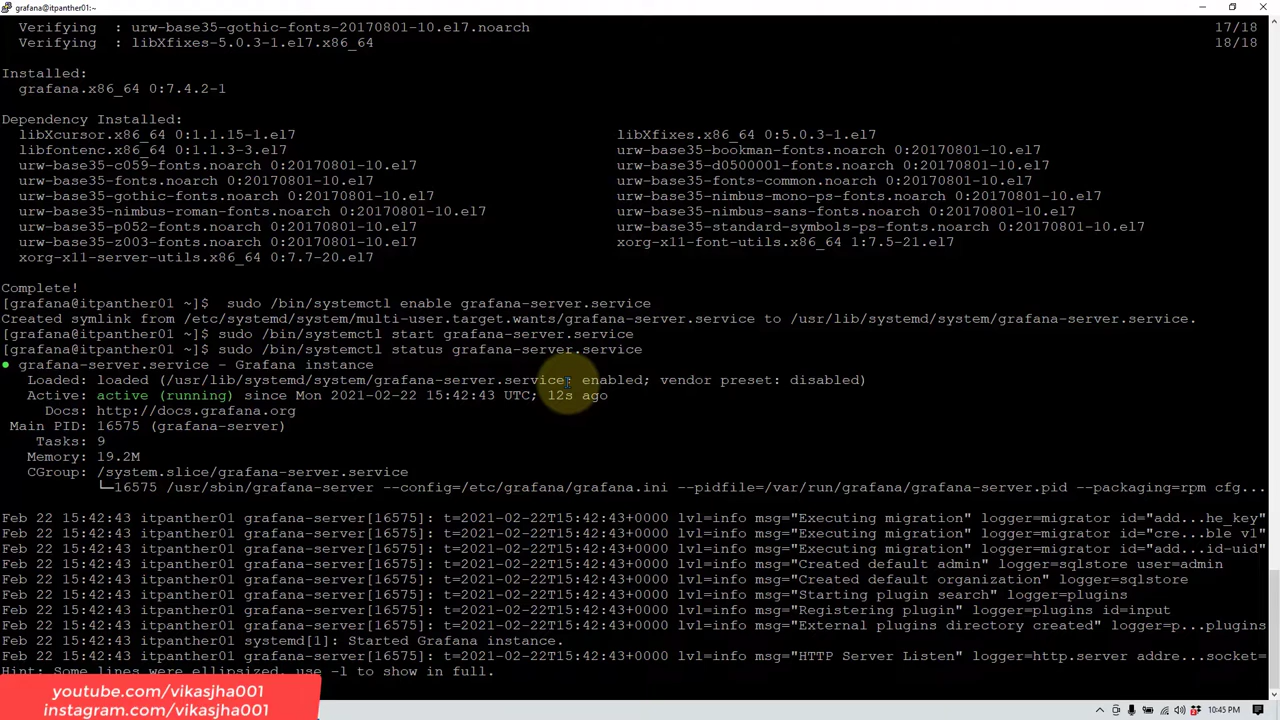 grafana@itpanther01:~
Verifying : urw-base35-gothic-fonts-20170801-10.el7.noarch 17/18
Verifying : libXfixes-5.0.3-1.el7.x86_64 18/18
Installed:
grafana.x86_64 0:7.4.2-1
Dependency Installed:
libXcursor.x86_64 0:1.1.15-1.el7 libXfixes.x86_64 0:5.0.3-1.el7
libfontenc.x86_64 0:1.1.3-3.el7 urw-base35-bookman-fonts.noarch 0:20170801-10.el7
urw-base35-c059-fonts.noarch 0:20170801-10.el7 urw-base35-d050000l-fonts.noarch 0:20170801-10.el7
urw-base35-fonts.noarch 0:20170801-10.el7 urw-base35-fonts-common.noarch 0:20170801-10.el7
urw-base35-gothic-fonts.noarch 0:20170801-10.el7 urw-base35-nimbus-mono-ps-fonts.noarch 0:20170801-10.el7
urw-base35-nimbus-roman-fonts.noarch 0:20170801-10.el7 urw-base35-nimbus-sans-fonts.noarch 0:20170801-10.el7
urw-base35-p052-fonts.noarch 0:20170801-10.el7 urw-base35-standard-symbols-ps-fonts.noarch 0:20170801-10.el7
urw-base35-z003-fonts.noarch 0:20170801-10.el7 xorg-x11-font-utils.x86_64 1:7.5-21.el7
xorg-x11-server-utils.x86_64 0:7.7-20.el7
Complete!
[grafana@itpanther01 ~]$ sudo /bin/systemctl enable grafana-server.service
Created symlink from /etc/systemd/system/multi-user.target.wants/grafana-server.service to /usr/lib/systemd/system/grafana-server.service.
[grafana@itpanther01 ~]$ sudo /bin/systemctl start grafana-server.service
[grafana@itpanther01 ~]$ sudo /bin/systemctl status grafana-server.service
● grafana-server.service - Grafana instance
Loaded: loaded (/usr/lib/systemd/system/grafana-server.service; enabled; vendor preset: disabled)
Active: active (running) since Mon 2021-02-22 15:42:43 UTC; 12s ago
Docs: http://docs.grafana.org
Main PID: 16575 (grafana-server)
Tasks: 9
Memory: 19.2M
CGroup: /system.slice/grafana-server.service
└─16575 /usr/sbin/grafana-server --config=/etc/grafana/grafana.ini --pidfile=/var/run/grafana/grafana-server.pid --packaging=rpm cfg...
Feb 22 15:42:43 itpanther01 grafana-server[16575]: t=2021-02-22T15:42:43+0000 lvl=info msg="Executing migration" logger=migrator id="add...he_key"
Feb 22 15:42:43 itpanther01 grafana-server[16575]: t=2021-02-22T15:42:43+0000 lvl=info msg="Executing migration" logger=migrator id="cre...ble v1"
Feb 22 15:42:43 itpanther01 grafana-server[16575]: t=2021-02-22T15:42:43+0000 lvl=info msg="Executing migration" logger=migrator id="add...id-uid"
Feb 22 15:42:43 itpanther01 grafana-server[16575]: t=2021-02-22T15:42:43+0000 lvl=info msg="Created default admin" logger=sqlstore user=admin
Feb 22 15:42:43 itpanther01 grafana-server[16575]: t=2021-02-22T15:42:43+0000 lvl=info msg="Created default organization" logger=sqlstore
Feb 22 15:42:43 itpanther01 grafana-server[16575]: t=2021-02-22T15:42:43+0000 lvl=info msg="Starting plugin search" logger=plugins
Feb 22 15:42:43 itpanther01 grafana-server[16575]: t=2021-02-22T15:42:43+0000 lvl=info msg="Registering plugin" logger=plugins id=input
Feb 22 15:42:43 itpanther01 grafana-server[16575]: t=2021-02-22T15:42:43+0000 lvl=info msg="External plugins directory created" logger=p...plugins
Feb 22 15:42:43 itpanther01 systemd[1]: Started Grafana instance.
Feb 22 15:42:43 itpanther01 grafana-server[16575]: t=2021-02-22T15:42:43+0000 lvl=info msg="HTTP Server Listen" logger=http.server addre...socket=
Hint: Some lines were ellipsized, use -l to show in full.
youtube.com/vikasjha001
instagram.com/vikasjha001
10:45 PM